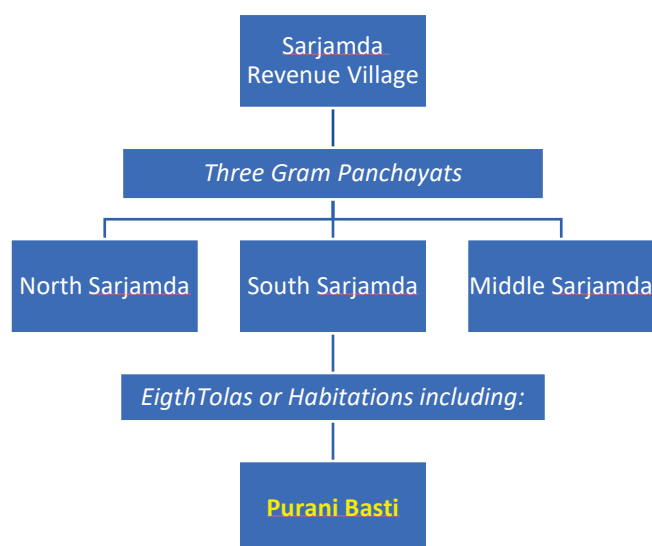 Sarjamda
Revenue Village
Three Gram Panchayats
North Sarjamda
South Sarjamda
Middle Sarjamda
EigthTolas or Habitations including:
Purani Basti